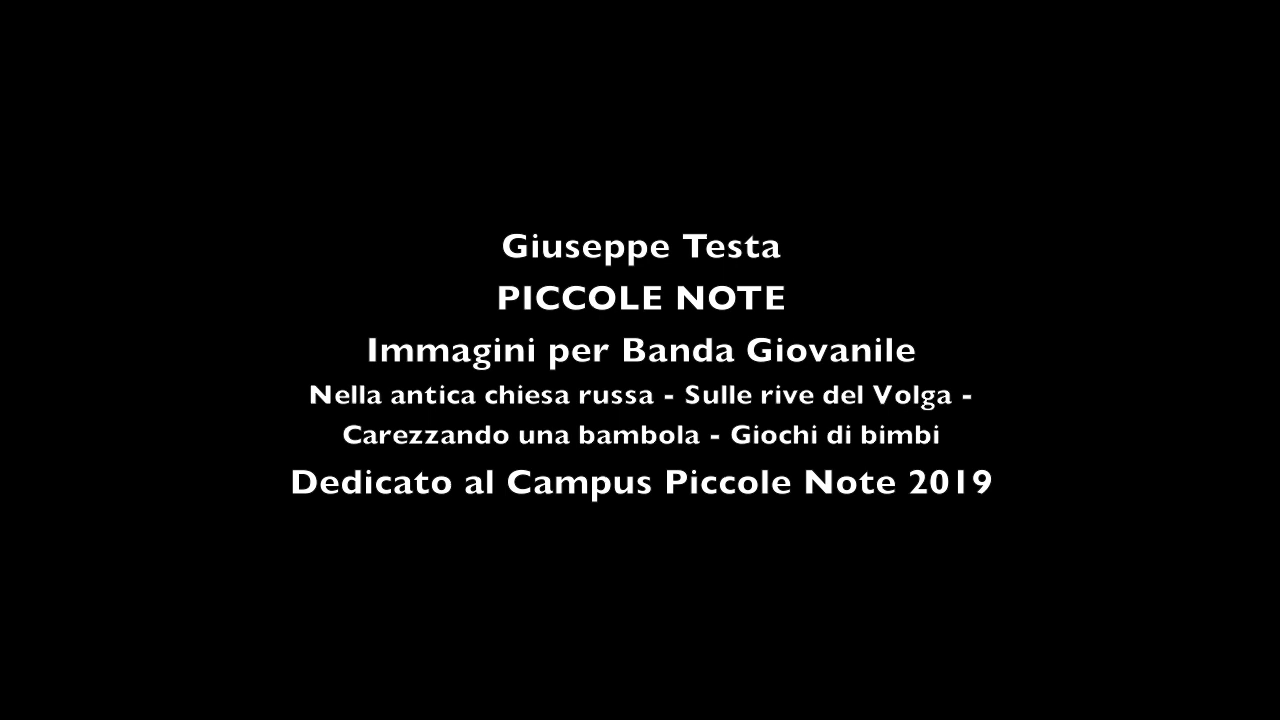 Giuseppe Testa
PICCOLE NOTE
Immagini per Banda Giovanile
Nella antica chiesa russa - Sulle rive del Volga -
Carezzando una bambola - Giochi di bimbi
Dedicato al Campus Piccole Note 2019